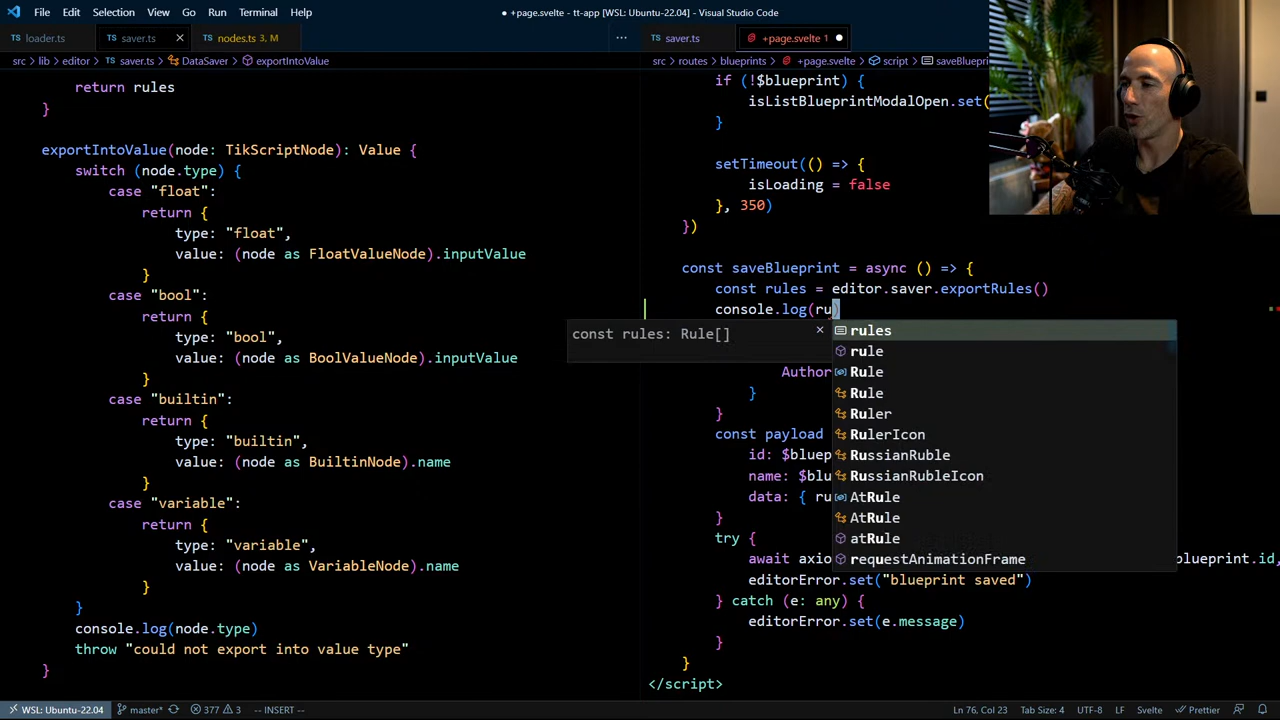 File Edit Selection View Go Run Terminal Help
● +page.svelte - tt-app [WSL: Ubuntu-22.04] - Visual Studio Code
TS loader.ts TS saver.ts × TS nodes.ts 3, M ···
TS saver.ts +page.svelte 1 ●
src > lib > editor > TS saver.ts > DataSaver > exportIntoValue
src > routes > blueprints > +page.svelte > script > saveBlueprint
return rules
}
exportIntoValue(node: TikScriptNode): Value {
switch (node.type) {
case "float":
return {
type: "float",
value: (node as FloatValueNode).inputValue
}
case "bool":
return {
type: "bool",
value: (node as BoolValueNode).inputValue
}
case "builtin":
return {
type: "builtin",
value: (node as BuiltinNode).name
}
case "variable":
return {
type: "variable",
value: (node as VariableNode).name
}
}
console.log(node.type)
throw "could not export into value type"
}
if (!$blueprint) {
isListBlueprintModalOpen.set(
}
setTimeout(() => {
isLoading = false
}, 350)
})
const saveBlueprint = async () => {
const rules = editor.saver.exportRules()
console.log(ru)
const rules: Rule[] ×
rules
rule
Rule
Rule
Ruler
RulerIcon
RussianRuble
RussianRubleIcon
AtRule
AtRule
atRule
requestAnimationFrame
Author
}
}
const payload
id: $bluep
name: $blu
data: { ru
}
try {
await axio blueprint.id,
editorError.set("blueprint saved")
} catch (e: any) {
editorError.set(e.message)
}
}
</script>
WSL: Ubuntu-22.04 master* 377 3 -- INSERT -- Ln 76, Col 23 Tab Size: 4 UTF-8 LF Svelte Prettier